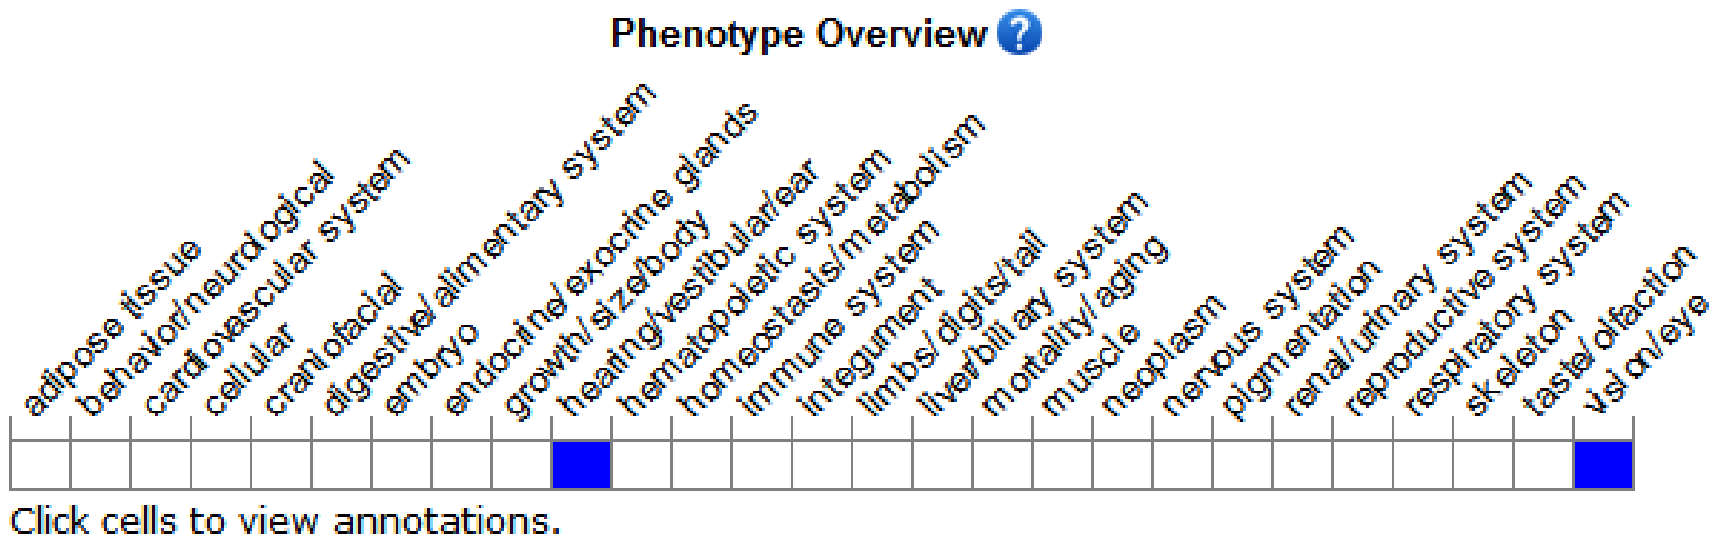 Phenotype Overview ?
adipose tissue
behavior/neurological
cardiovascular system
cellular
craniofacial
digestive/alimentary system
embryo
endocrine/exocrine glands
growth/size/body
hearing/vestibular/ear
hematopoietic system
homeostasis/metabolism
immune system
integument
limbs/digits/tail
liver/biliary system
mortality/aging
muscle
neoplasm
nervous system
pigmentation
renal/urinary system
reproductive system
respiratory system
skeleton
taste/olfaction
vision/eye
Click cells to view annotations.